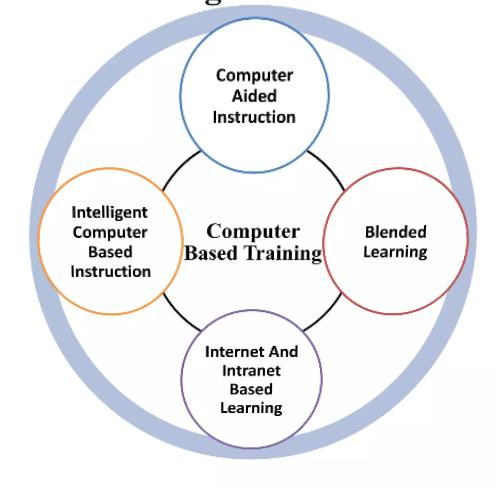 Computer
Aided
Instruction
Intelligent
Computer
Based
Instruction
Computer
Based Training
Blended
Learning
Internet And
Intranet
Based
Learning